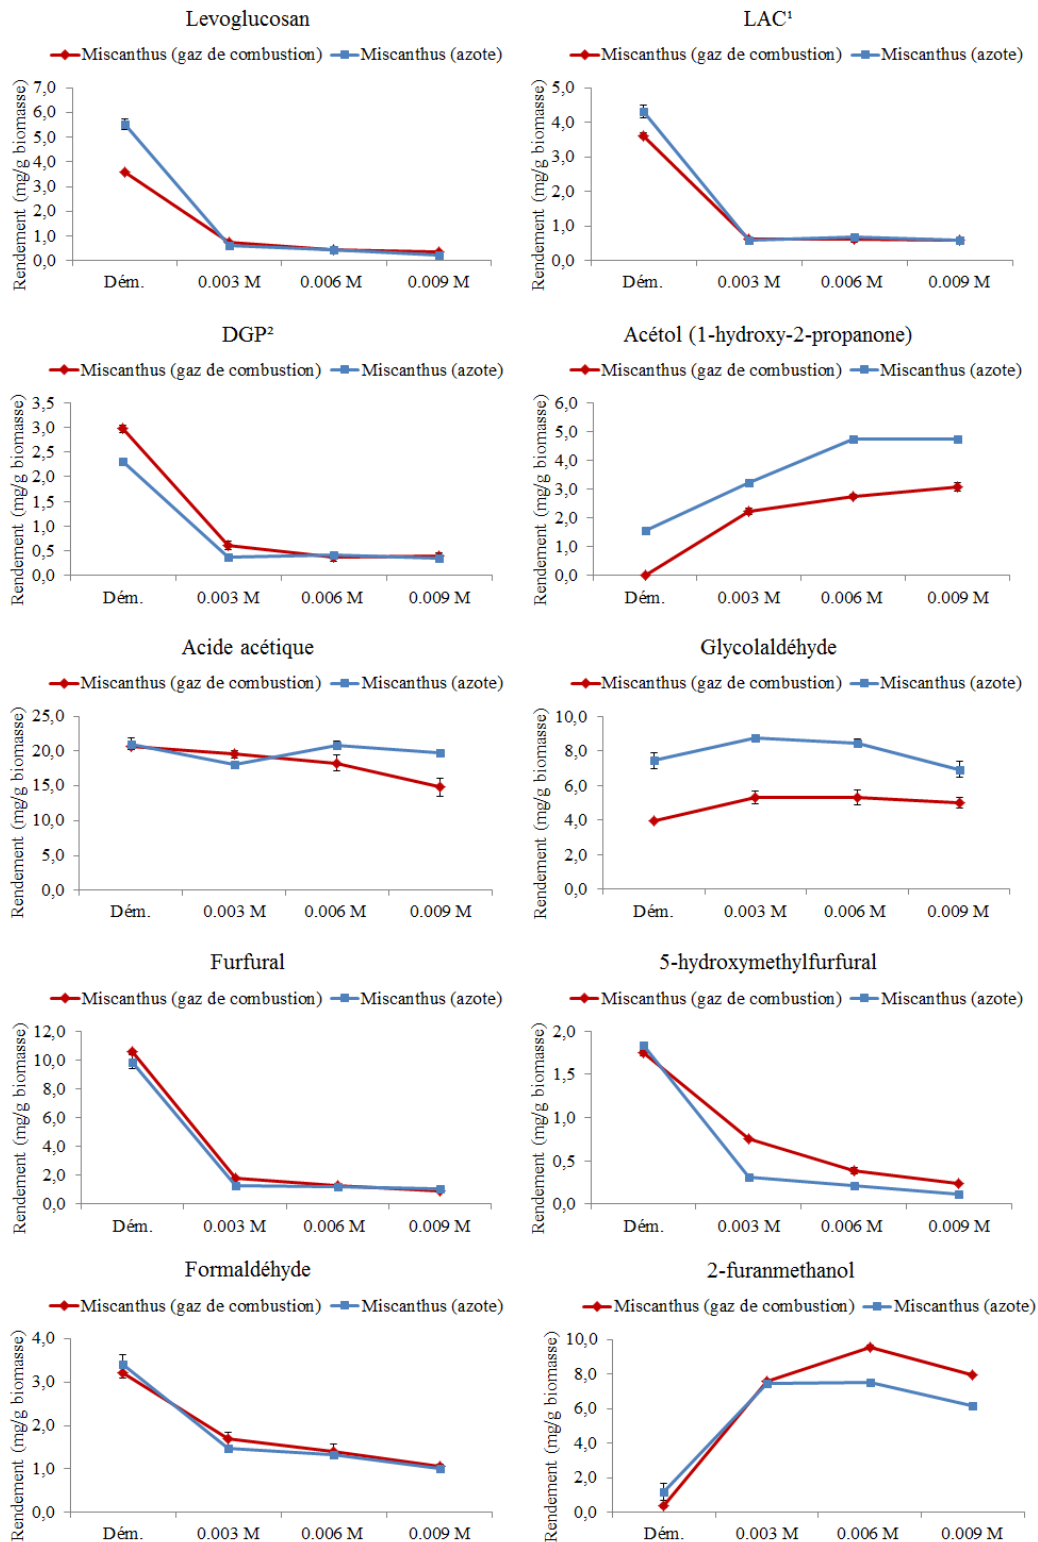 Levoglucosan
Miscanthus (gaz de combustion) Miscanthus (azote)
Rendement (mg/g biomasse)
7,0
6,0
5,0
4,0
3,0
2,0
1,0
0,0
Dém. 0.003 M 0.006 M 0.009 M
LAC¹
Miscanthus (gaz de combustion) Miscanthus (azote)
Rendement (mg/g biomasse)
5,0
4,0
3,0
2,0
1,0
0,0
Dém. 0.003 M 0.006 M 0.009 M
DGP²
Miscanthus (gaz de combustion) Miscanthus (azote)
Rendement (mg/g biomasse)
3,5
3,0
2,5
2,0
1,5
1,0
0,5
0,0
Dém. 0.003 M 0.006 M 0.009 M
Acétol (1-hydroxy-2-propanone)
Miscanthus (gaz de combustion) Miscanthus (azote)
Rendement (mg/g biomasse)
6,0
5,0
4,0
3,0
2,0
1,0
0,0
Dém. 0.003 M 0.006 M 0.009 M
Acide acétique
Miscanthus (gaz de combustion) Miscanthus (azote)
Rendement (mg/g biomasse)
25,0
20,0
15,0
10,0
5,0
0,0
Dém. 0.003 M 0.006 M 0.009 M
Glycolaldéhyde
Miscanthus (gaz de combustion) Miscanthus (azote)
Rendement (mg/g biomasse)
10,0
8,0
6,0
4,0
2,0
0,0
Dém. 0.003 M 0.006 M 0.009 M
Furfural
Miscanthus (gaz de combustion) Miscanthus (azote)
Rendement (mg/g biomasse)
12,0
10,0
8,0
6,0
4,0
2,0
0,0
Dém. 0.003 M 0.006 M 0.009 M
5-hydroxymethylfurfural
Miscanthus (gaz de combustion) Miscanthus (azote)
Rendement (mg/g biomasse)
2,0
1,5
1,0
0,5
0,0
Dém. 0.003 M 0.006 M 0.009 M
Formaldéhyde
Miscanthus (gaz de combustion) Miscanthus (azote)
Rendement (mg/g biomasse)
4,0
3,0
2,0
1,0
0,0
Dém. 0.003 M 0.006 M 0.009 M
2-furanmethanol
Miscanthus (gaz de combustion) Miscanthus (azote)
Rendement (mg/g biomasse)
10,0
8,0
6,0
4,0
2,0
0,0
Dém. 0.003 M 0.006 M 0.009 M